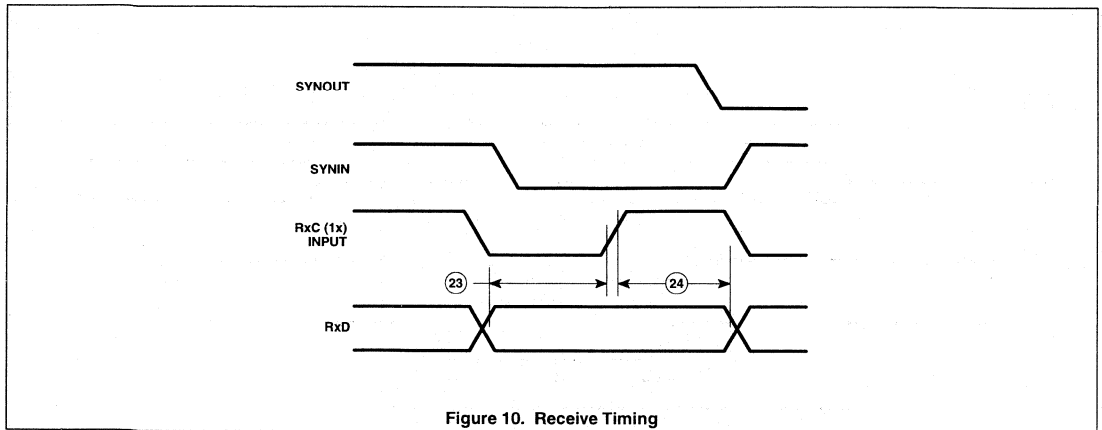 SYNOUT
SYNIN
RxC (1x)
INPUT
23
24
RxD
Figure 10. Receive Timing